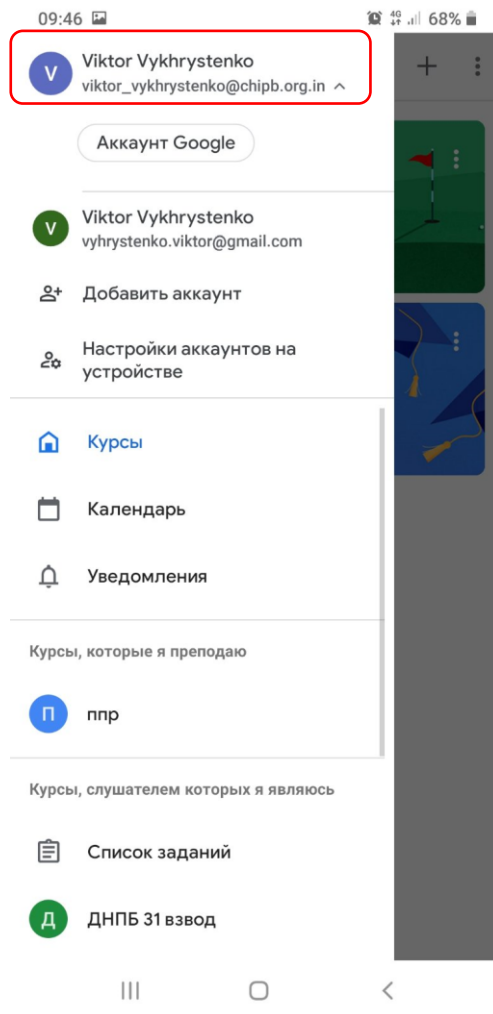 09:46 4G 68%
V
Viktor Vykhrystenko
viktor_vykhrystenko@chipb.org.in
Аккаунт Google
V
Viktor Vykhrystenko
vyhrystenko.viktor@gmail.com
Добавить аккаунт
Настройки аккаунтов на
устройстве
Курсы
Календарь
Уведомления
Курсы, которые я преподаю
П
ппр
Курсы, слушателем которых я являюсь
Список заданий
Д
ДНПБ 31 взвод